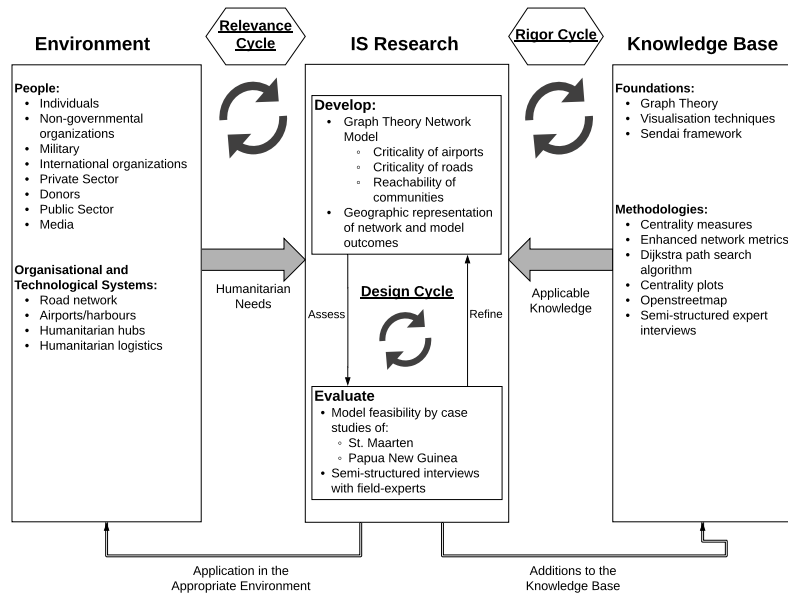 Relevance
Cycle
Rigor Cycle
Environment
IS Research
Knowledge Base
People:
• Individuals
• Non-governmental
organizations
• Military
• International organizations
• Private Sector
• Donors
• Public Sector
• Media
Organisational and
Technological Systems:
• Road network
• Airports/harbours
• Humanitarian hubs
• Humanitarian logistics
Humanitarian
Needs
Develop:
• Graph Theory Network
Model
◦ Criticality of airports
◦ Criticality of roads
◦ Reachability of
communities
• Geographic representation
of network and model
outcomes
Design Cycle
Assess
Refine
Evaluate
• Model feasibility by case
studies of:
◦ St. Maarten
◦ Papua New Guinea
• Semi-structured interviews
with field-experts
Applicable
Knowledge
Foundations:
• Graph Theory
• Visualisation techniques
• Sendai framework
Methodologies:
• Centrality measures
• Enhanced network metrics
• Dijkstra path search
algorithm
• Centrality plots
• Openstreetmap
• Semi-structured expert
interviews
Application in the
Appropriate Environment
Additions to the
Knowledge Base